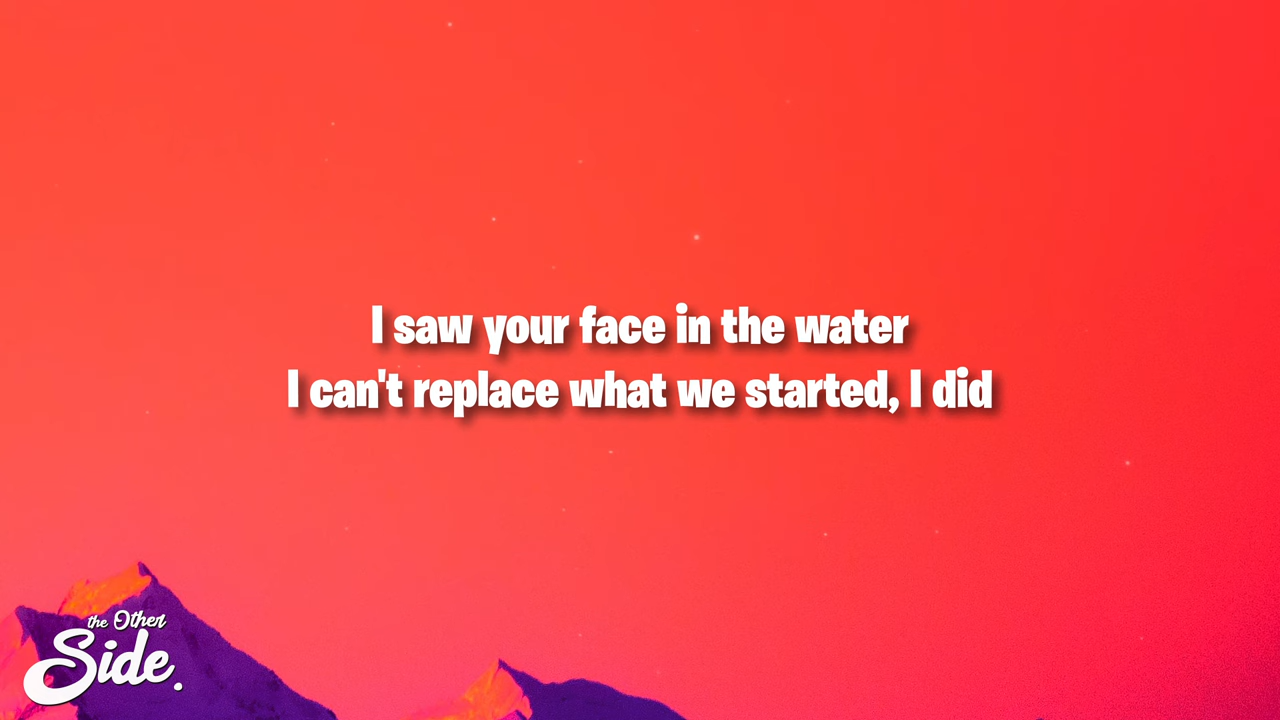 I saw your face in the water
I can't replace what we started, I did
the Other
Side.